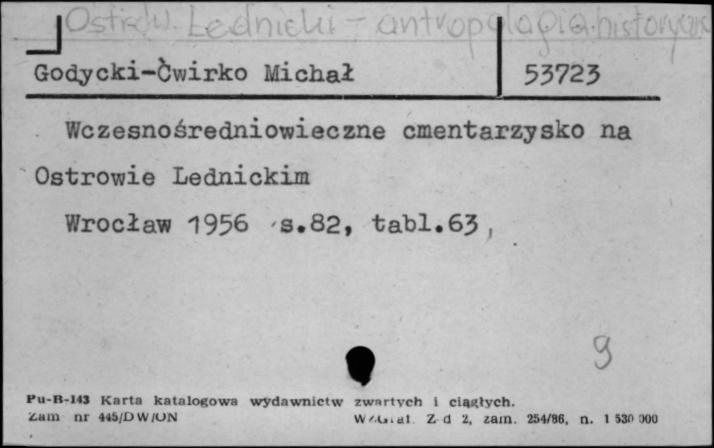 Ostrów Lednicki - antropologia historyczna
Godycki-Ćwirko Michał 53723
Wczesnośredniowieczne cmentarzysko na
Ostrowie Lednickim
Wrocław 1956 s.82, tabl.63,
9
Pu-B-143 Karta katalogowa wydawnictw zwartych i ciągłych.
Zam nr 445/DW/ON Z d 2, zam. 254/86, n. 1 530 000